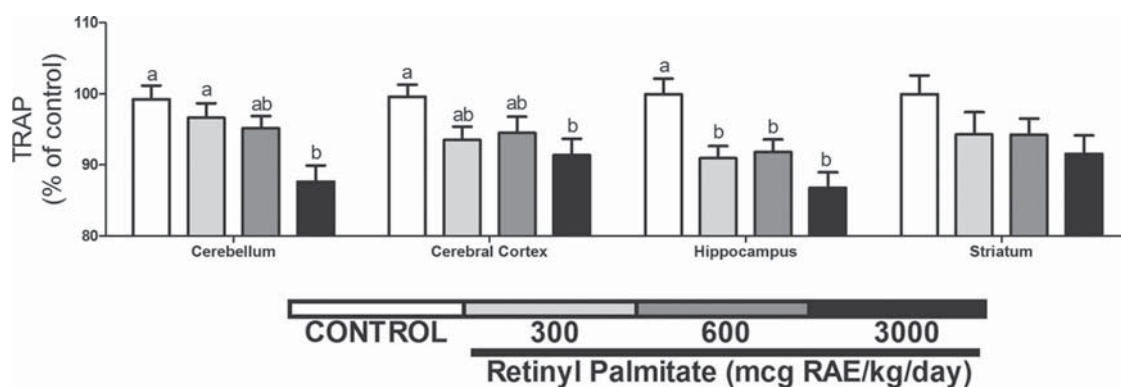 TRAP
(% of control)
110
100
90
80
a a ab b
a ab ab b
a b b b
Cerebellum Cerebral Cortex Hippocampus Striatum
CONTROL 300 600 3000
Retinyl Palmitate (mcg RAE/kg/day)